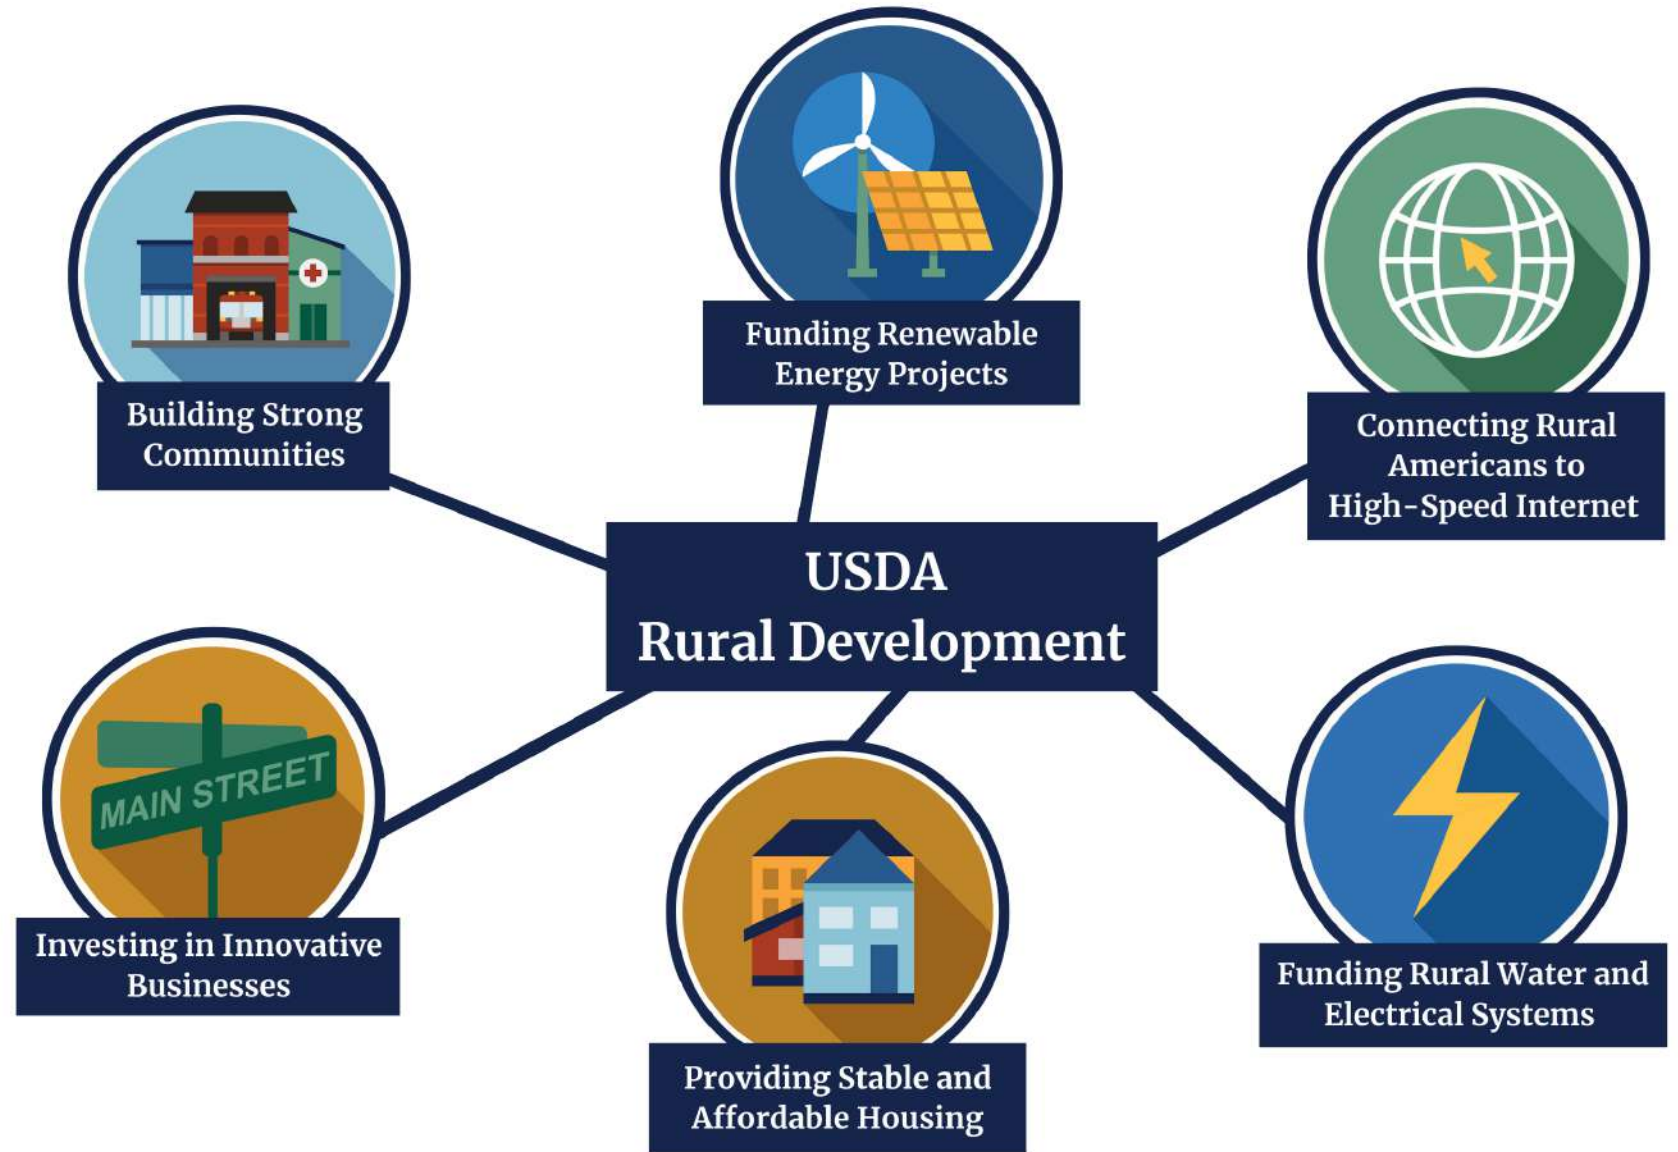 Building Strong
Communities
Funding Renewable
Energy Projects
Connecting Rural
Americans to
High-Speed Internet
USDA
Rural Development
MAIN STREET
Investing in Innovative
Businesses
Providing Stable and
Affordable Housing
Funding Rural Water and
Electrical Systems